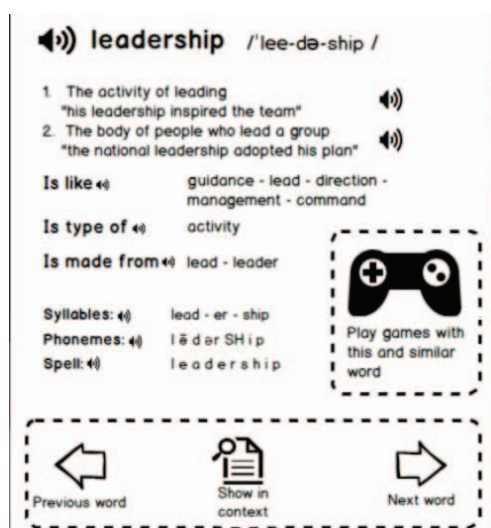 leadership /'lee-də-ship /
1. The activity of leading
"his leadership inspired the team"
2. The body of people who lead a group
"the national leadership adopted his plan"
Is like guidance - lead - direction -
management - command
Is type of activity
Is made from lead - leader
Syllables: lead - er - ship
Phonemes: l ē d ər SH i p
Spell: l e a d e r s h i p
Play games with
this and similar
word
Previous word
Show in
context
Next word